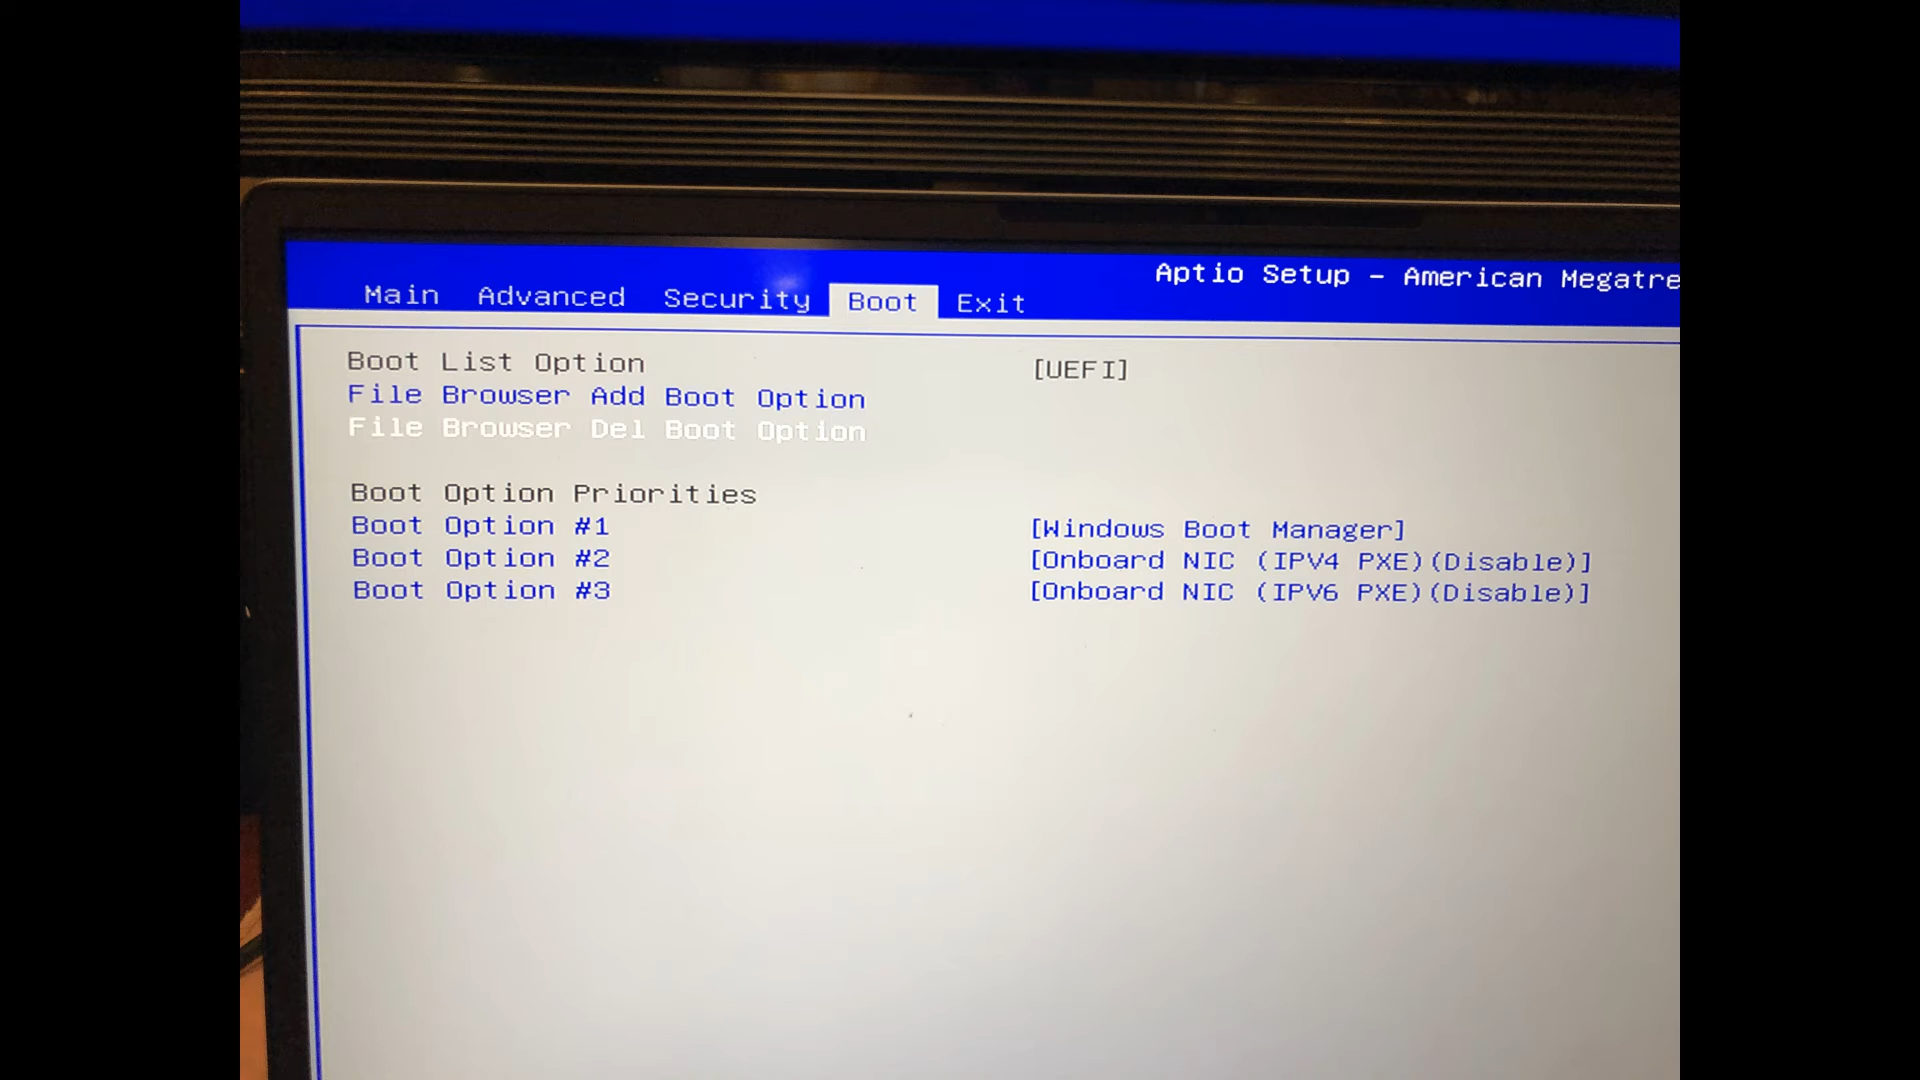 Aptio Setup - American
Main Advanced Security Boot Exit
Boot List Option [UEFI]
File Browser Add Boot Option
File Browser Del Boot Option
Boot Option Priorities
Boot Option #1 [Windows Boot Manager]
Boot Option #2 [Onboard NIC (IPV4 PXE)(Disable)]
Boot Option #3 [Onboard NIC (IPV6 PXE)(Disable)]